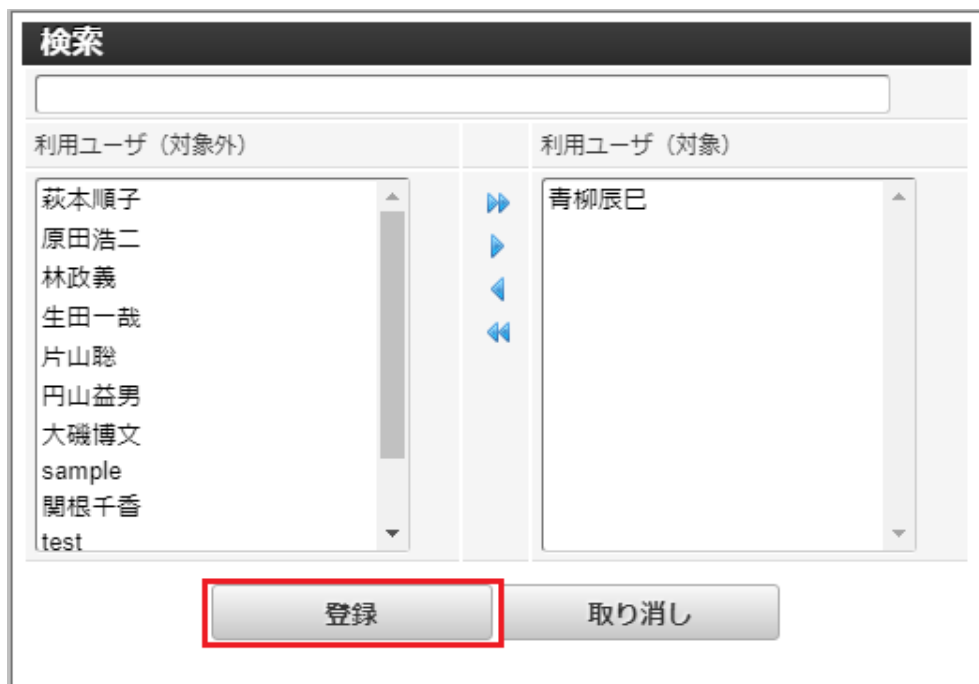 検索
利用ユーザ（対象外）
利用ユーザ（対象）
萩本順子
原田浩二
林政義
生田一哉
片山聡
円山益男
大磯博文
sample
関根千香
test
青柳辰巳
登録
取り消し